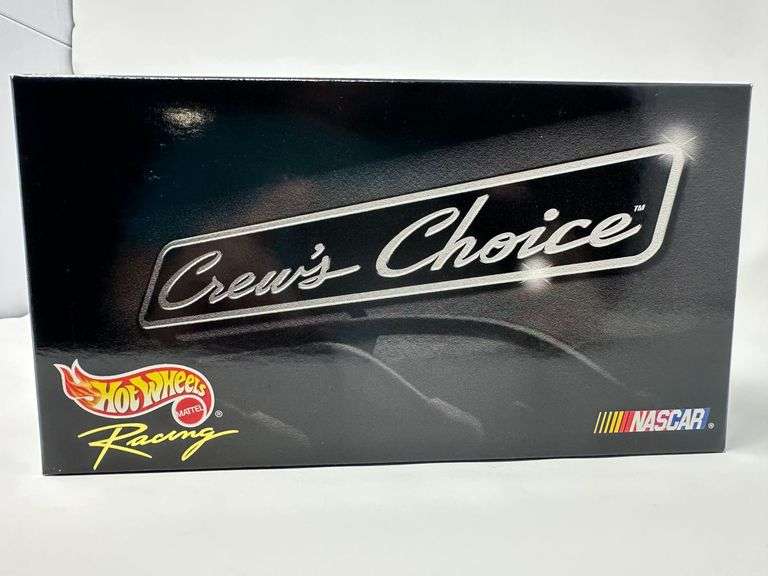 Crew's Choice™
HOT WHEELS
MATTEL ®
Racing
NASCAR®